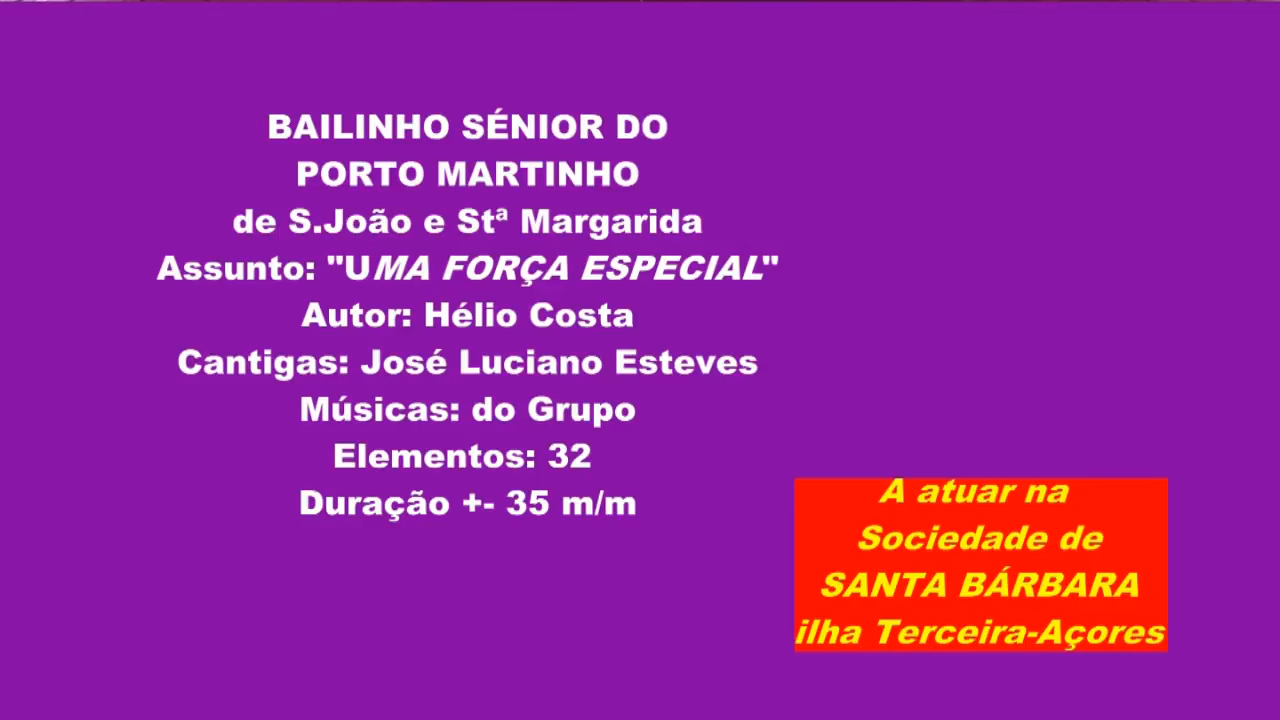 BAILINHO SÉNIOR DO
PORTO MARTINHO
de S.João e Stª Margarida
Assunto: "UMA FORÇA ESPECIAL"
Autor: Hélio Costa
Cantigas: José Luciano Esteves
Músicas: do Grupo
Elementos: 32
Duração +- 35 m/m
A atuar na
Sociedade de
SANTA BÁRBARA
ilha Terceira-Açores